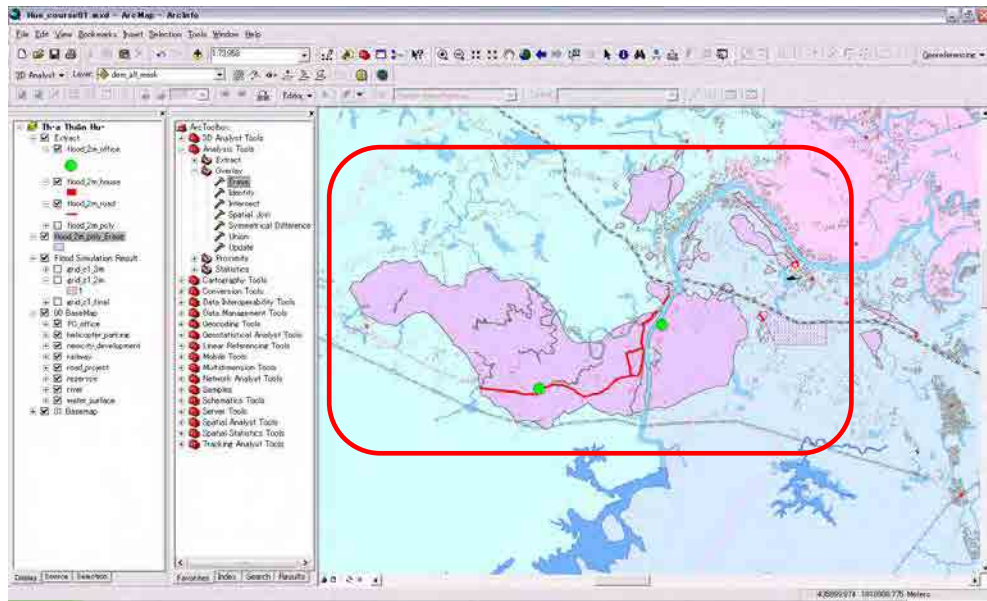 Hue_course01.mxd - ArcMap - ArcInfo
File Edit View Bookmarks Insert Selection Tools Window Help
3D Analyst Layer: dem_alt_mask
Editor
Georeferencing
Extract
flood_2m_office
flood_2m_house
flood_2m_road
flood_2m_poly
flood_2m_poly_Erase
Flood Simulation Result
grid_c1_3m
grid_c1_2m
1
grid_c1_final
00 BaseMap
PC_office
helicopter_parking
newcity_development
railway
road_project
reservoir
river
water_surface
01 Basemap
Display Source Selection
ArcToolbox
3D Analyst Tools
Analysis Tools
Extract
Overlay
Erase
Identity
Intersect
Spatial Join
Symmetrical Difference
Union
Update
Proximity
Statistics
Cartography Tools
Conversion Tools
Data Interoperability Tools
Data Management Tools
Geocoding Tools
Geostatistical Analyst Tools
Linear Referencing Tools
Mobile Tools
Multidimension Tools
Network Analyst Tools
Samples
Schematics Tools
Server Tools
Spatial Analyst Tools
Spatial Statistics Tools
Tracking Analyst Tools
Favorites Index Search Results
Meters